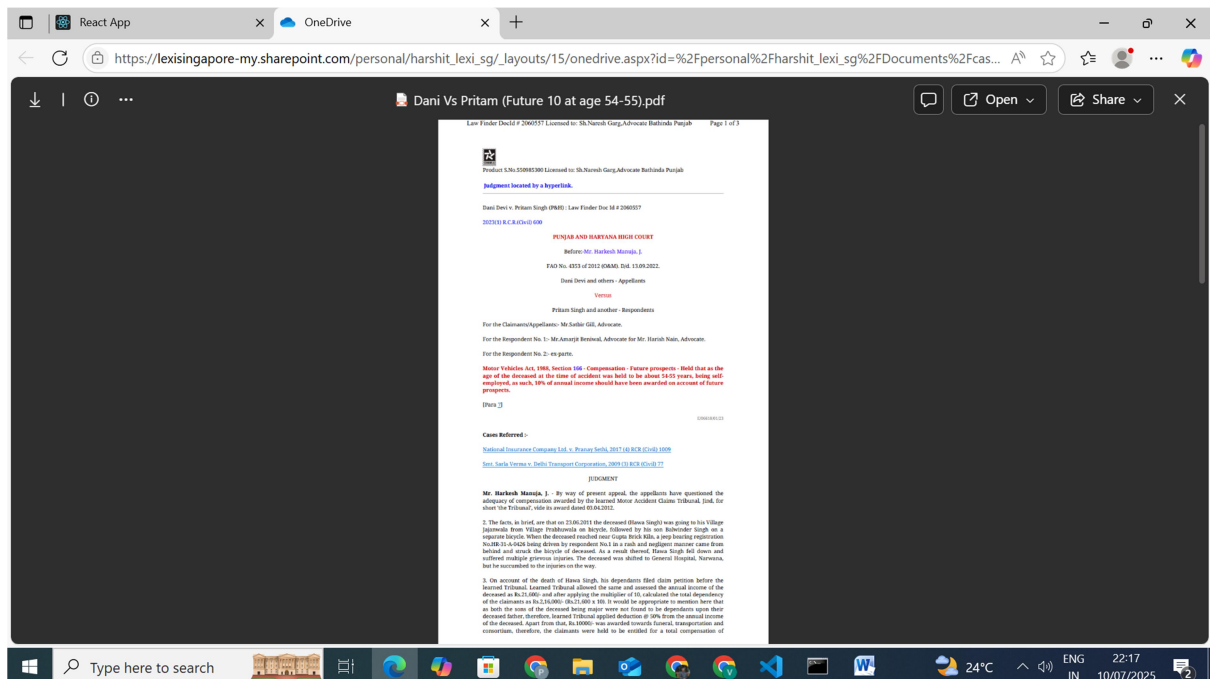 React App
OneDrive
https://lexisingapore-my.sharepoint.com/personal/harshit_lexi_sg/_layouts/15/onedrive.aspx?id=%2Fpersonal%2Fharshit_lexi_sg%2FDocuments%2Fcas...
Dani Vs Pritam (Future 10 at age 54-55).pdf
Open
Share
Law Finder DocId # 2060557 Licensed to: Sh.Naresh Garg,Advocate Bathinda Punjab Page 1 of 3
Product S.No.550985300 Licensed to: Sh.Naresh Garg,Advocate Bathinda Punjab
Judgment located by a hyperlink.
Dani Devi v. Pritam Singh (P&H) : Law Finder Doc Id # 2060557
2023(1) R.C.R.(Civil) 600
PUNJAB AND HARYANA HIGH COURT
Before:-Mr. Harkesh Manuja, J.
FAO No. 4353 of 2012 (O&M). D/d. 13.09.2022.
Dani Devi and others - Appellants
Versus
Pritam Singh and another - Respondents
For the Claimants/Appellants:- Mr.Satbir Gill, Advocate.
For the Respondent No. 1:- Mr.Amarjit Beniwal, Advocate for Mr. Harish Nain, Advocate.
For the Respondent No. 2:- ex-parte.
Motor Vehicles Act, 1988, Section 166 - Compensation - Future prospects - Held that as the
age of the deceased at the time of accident was held to be about 54-55 years, being self-
employed, as such, 10% of annual income should have been awarded on account of future
prospects.
[Para 7]
Cases Referred :-
National Insurance Company Ltd. v. Pranay Sethi, 2017 (4) RCR (Civil) 1009
Smt. Sarla Verma v. Delhi Transport Corporation, 2009 (3) RCR (Civil) 77
JUDGMENT
Mr. Harkesh Manuja, J. - By way of present appeal, the appellants have questioned the
adequacy of compensation awarded by the learned Motor Accident Claims Tribunal, Jind, for
short 'the Tribunal', vide its award dated 03.04.2012.
2. The facts, in brief, are that on 23.06.2011 the deceased (Hawa Singh) was going to his Village
Jajanwala from Village Prabhuwala on bicycle, followed by his son Balwinder Singh on a
separate bicycle. When the deceased reached near Gupta Brick Kiln, a jeep bearing registration
No.HR-31-A-0426 being driven by respondent No.1 in a rash and negligent manner came from
behind and struck the bicycle of deceased. As a result thereof, Hawa Singh fell down and
suffered multiple grievous injuries. The deceased was shifted to General Hospital, Narwana,
but he succumbed to the injuries on the way.
3. On account of the death of Hawa Singh, his dependants filed claim petition before the
learned Tribunal. Learned Tribunal allowed the same and assessed the annual income of the
deceased as Rs.21,600/- and after applying the multiplier of 10, calculated the total dependency
of the claimants as Rs.2,16,000/- (Rs.21,600 x 10). It would be appropriate to mention here that
as both the sons of the deceased being major were not found to be dependants upon their
deceased father, therefore, learned Tribunal applied deduction @ 50% from the annual income
of the deceased. Apart from that, Rs.10000/- was awarded towards funeral, transportation and
consortium, therefore, the claimants were held to be entitled for a total compensation of
Type here to search
24°C
ENG
IN
22:17
10/07/2025
2